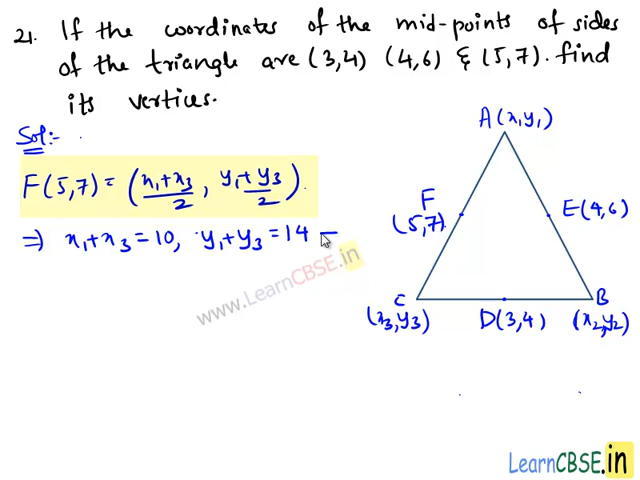 21. If the coordinates of the mid-points of sides
of the triangle are (3,4) (4,6) & (5,7). find
its vertices.
Sol:-
F(5,7) = (x₁+x₃/2, y₁+y₃/2).
⇒ x₁+x₃=10, y₁+y₃=14 –
A(x₁y₁)
F
(5,7)
E(4,6)
C
(x₃,y₃)
D(3,4)
B
(x₂,y₂)
www.LearnCBSE.in
LearnCBSE.in